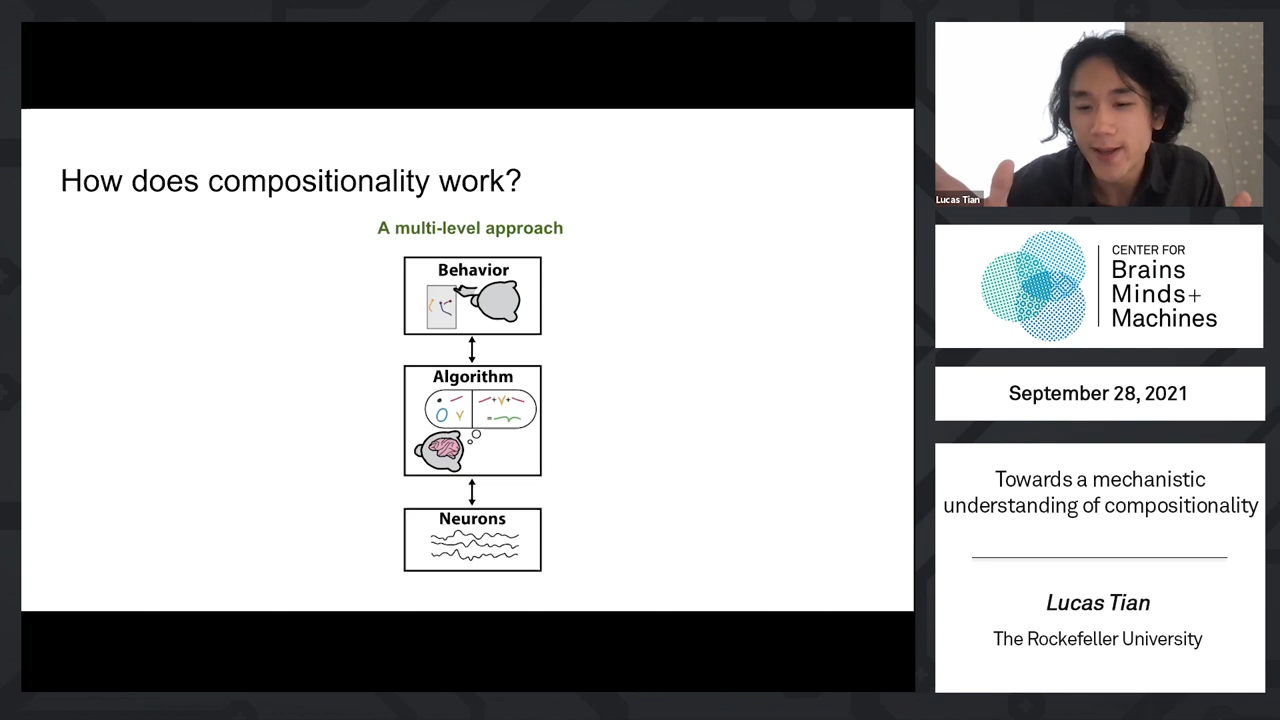 How does compositionality work?
A multi-level approach
Behavior
Algorithm
Neurons
Lucas Tian
CENTER FOR
Brains
Minds+
Machines
September 28, 2021
Towards a mechanistic
understanding of compositionality
Lucas Tian
The Rockefeller University